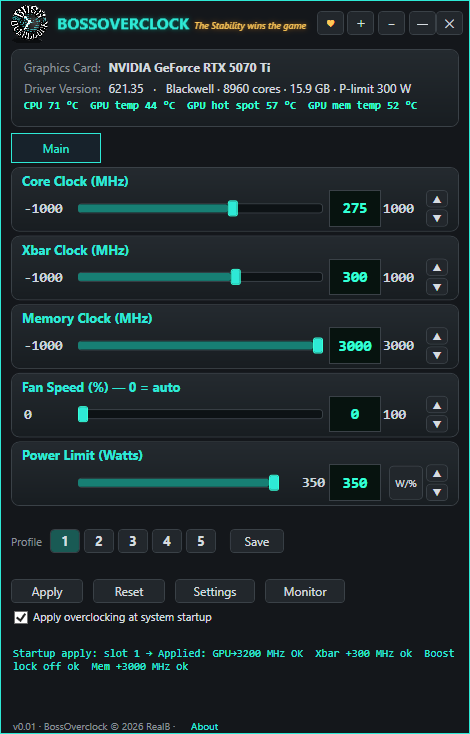 BOSSOVERCLOCK The Stability wins the game
Graphics Card: NVIDIA GeForce RTX 5070 Ti
Driver Version: 621.35 · Blackwell · 8960 cores · 15.9 GB · P-limit 300 W
CPU 71 °C GPU temp 44 °C GPU hot spot 57 °C GPU mem temp 52 °C
Main
Core Clock (MHz)
-1000 275 1000
Xbar Clock (MHz)
-1000 300 1000
Memory Clock (MHz)
-1000 3000 3000
Fan Speed (%) — 0 = auto
0 0 100
Power Limit (Watts)
350 350 W/%
Profile 1 2 3 4 5 Save
Apply Reset Settings Monitor
Apply overclocking at system startup
Startup apply: slot 1 → Applied: GPU→3200 MHz OK Xbar +300 MHz ok Boost
lock off ok Mem +3000 MHz ok
v0.01 · BossOverclock © 2026 RealB · About